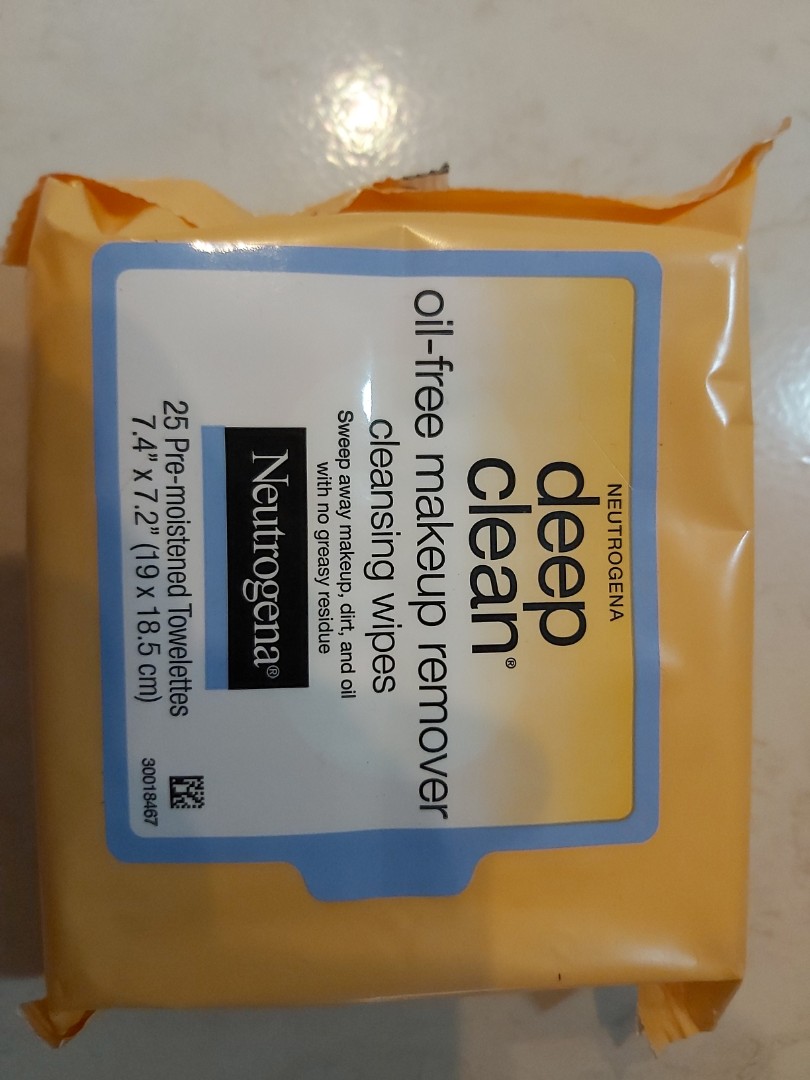 NEUTROGENA
deep
clean®
oil-free makeup remover
cleansing wipes
Sweep away makeup, dirt, and oil
with no greasy residue
Neutrogena®
25 Pre-moistened Towelettes
7.4" x 7.2" (19 x 18.5 cm)
30018467